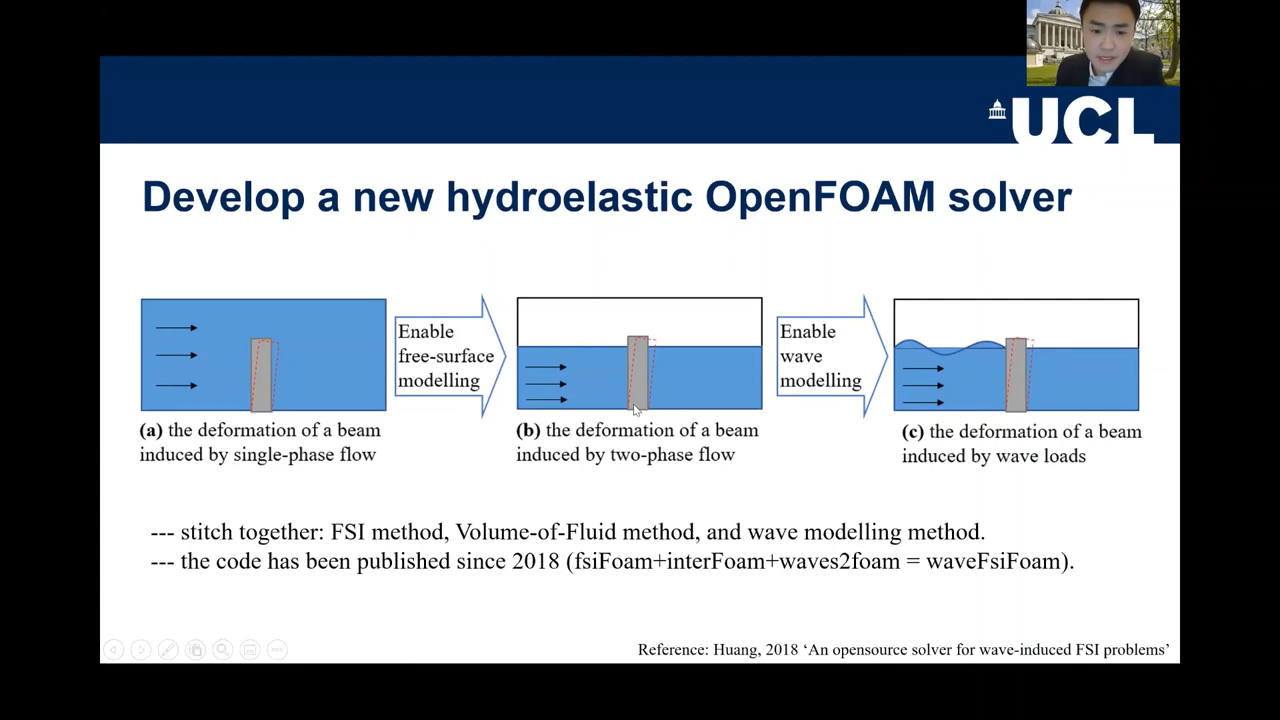 UCL
Develop a new hydroelastic OpenFOAM solver
Enable
free-surface
modelling
Enable
wave
modelling
(a) the deformation of a beam
induced by single-phase flow
(b) the deformation of a beam
induced by two-phase flow
(c) the deformation of a beam
induced by wave loads
--- stitch together: FSI method, Volume-of-Fluid method, and wave modelling method.
--- the code has been published since 2018 (fsiFoam+interFoam+waves2foam = waveFsiFoam).
Reference: Huang, 2018 ‘An opensource solver for wave-induced FSI problems’